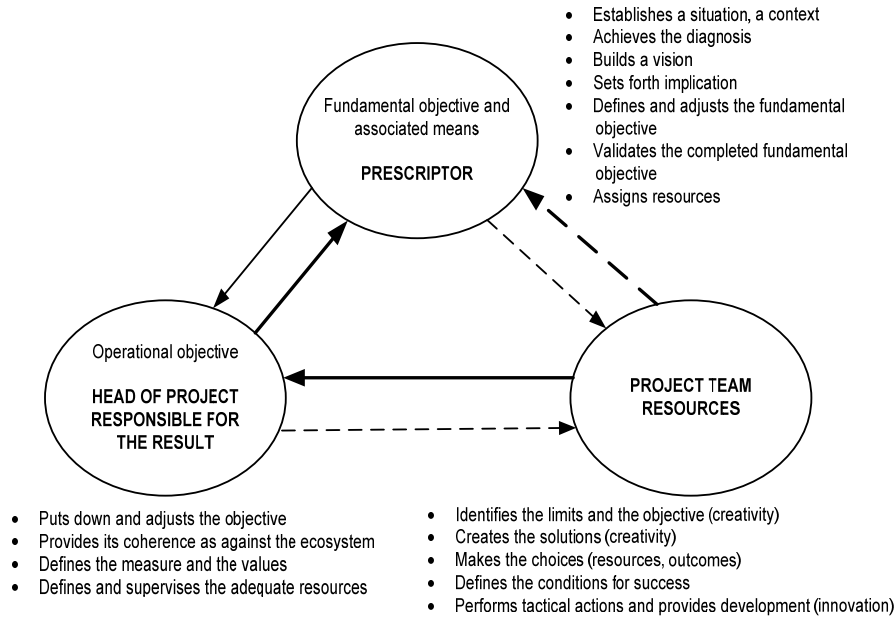 • Establishes a situation, a context
• Achieves the diagnosis
• Builds a vision
• Sets forth implication
• Defines and adjusts the fundamental
objective
• Validates the completed fundamental
objective
• Assigns resources
Fundamental objective and
associated means
PRESCRIPTOR
Operational objective
HEAD OF PROJECT
RESPONSIBLE FOR
THE RESULT
PROJECT TEAM
RESOURCES
• Puts down and adjusts the objective
• Provides its coherence as against the ecosystem
• Defines the measure and the values
• Defines and supervises the adequate resources
• Identifies the limits and the objective (creativity)
• Creates the solutions (creativity)
• Makes the choices (resources, outcomes)
• Defines the conditions for success
• Performs tactical actions and provides development (innovation)